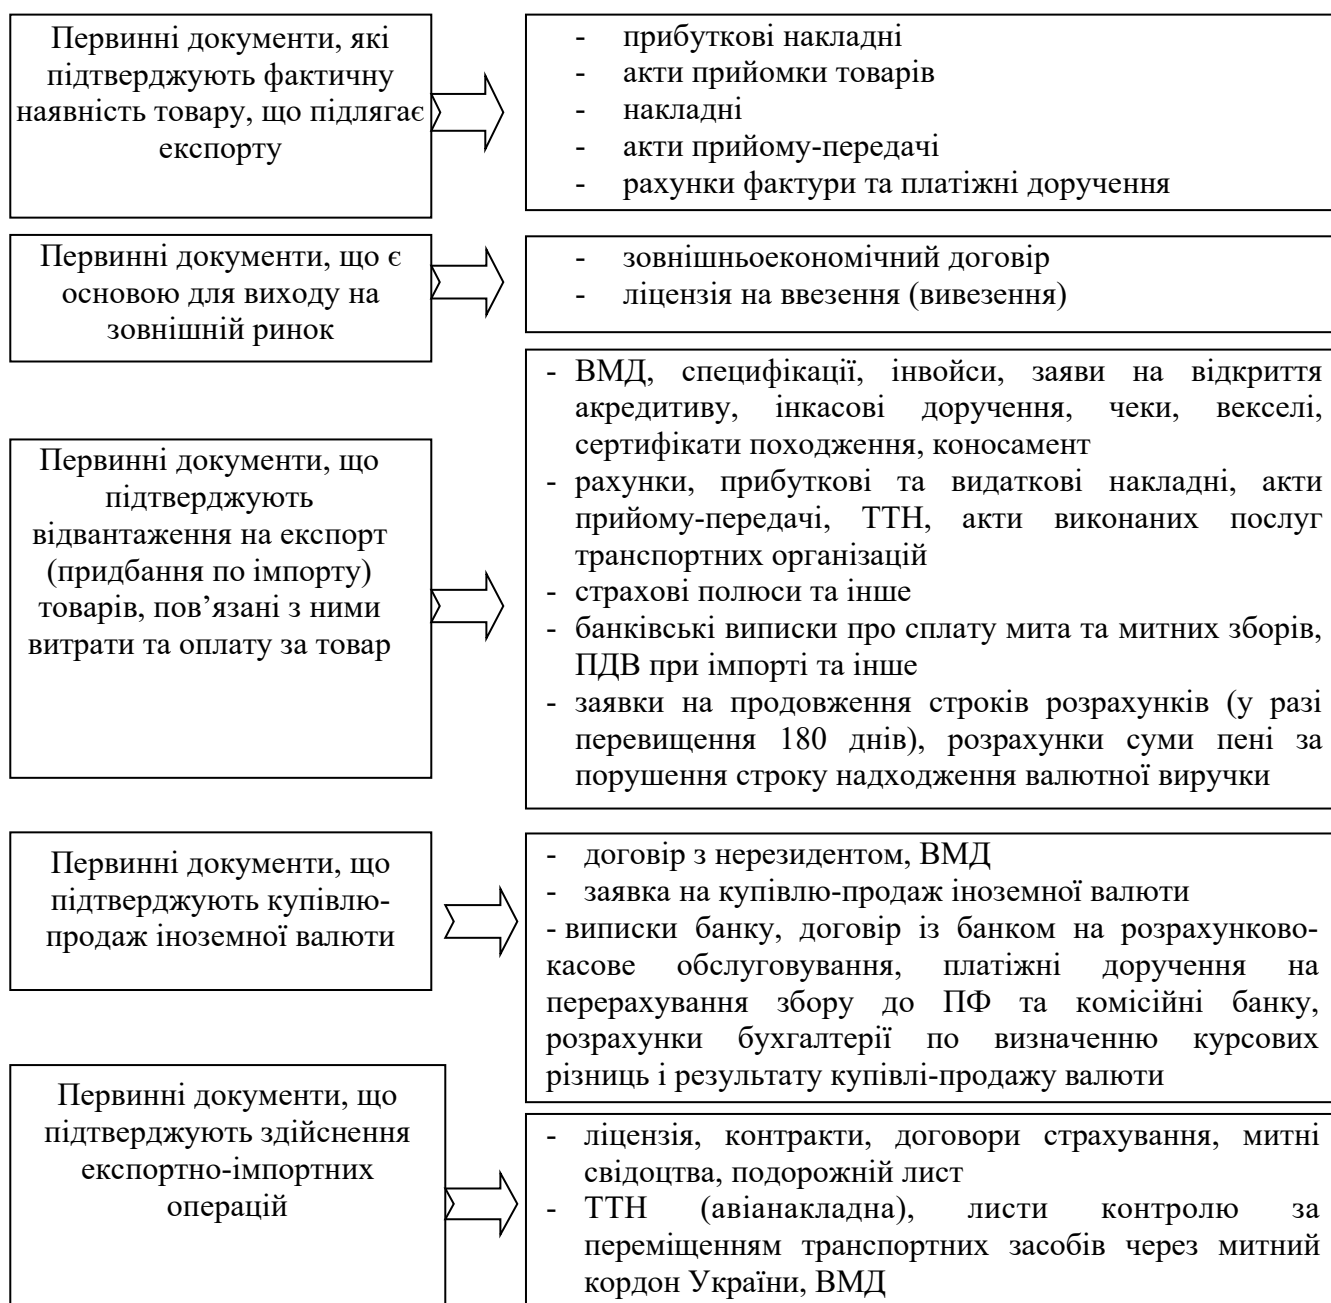 Первинні документи, які
підтверджують фактичну
наявність товару, що підлягає
експорту
- прибуткові накладні
- акти прийомки товарів
- накладні
- акти прийому-передачі
- рахунки фактури та платіжні доручення
Первинні документи, що є
основою для виходу на
зовнішній ринок
- зовнішньоекономічний договір
- ліцензія на ввезення (вивезення)
Первинні документи, що
підтверджують
відвантаження на експорт
(придбання по імпорту)
товарів, пов’язані з ними
витрати та оплату за товар
- ВМД, специфікації, інвойси, заяви на відкриття
акредитиву, інкасові доручення, чеки, векселі,
сертифікати походження, коносамент
- рахунки, прибуткові та видаткові накладні, акти
прийому-передачі, ТТН, акти виконаних послуг
транспортних організацій
- страхові полюси та інше
- банківські виписки про сплату мита та митних зборів,
ПДВ при імпорті та інше
- заявки на продовження строків розрахунків (у разі
перевищення 180 днів), розрахунки суми пені за
порушення строку надходження валютної виручки
Первинні документи, що
підтверджують купівлю-
продаж іноземної валюти
- договір з нерезидентом, ВМД
- заявка на купівлю-продаж іноземної валюти
- виписки банку, договір із банком на розрахунково-
касове обслуговування, платіжні доручення на
перерахування збору до ПФ та комісійні банку,
розрахунки бухгалтерії по визначенню курсових
різниць і результату купівлі-продажу валюти
Первинні документи, що
підтверджують здійснення
експортно-імпортних
операцій
- ліцензія, контракти, договори страхування, митні
свідоцтва, подорожній лист
- ТТН (авіанакладна), листи контролю за
переміщенням транспортних засобів через митний
кордон України, ВМД